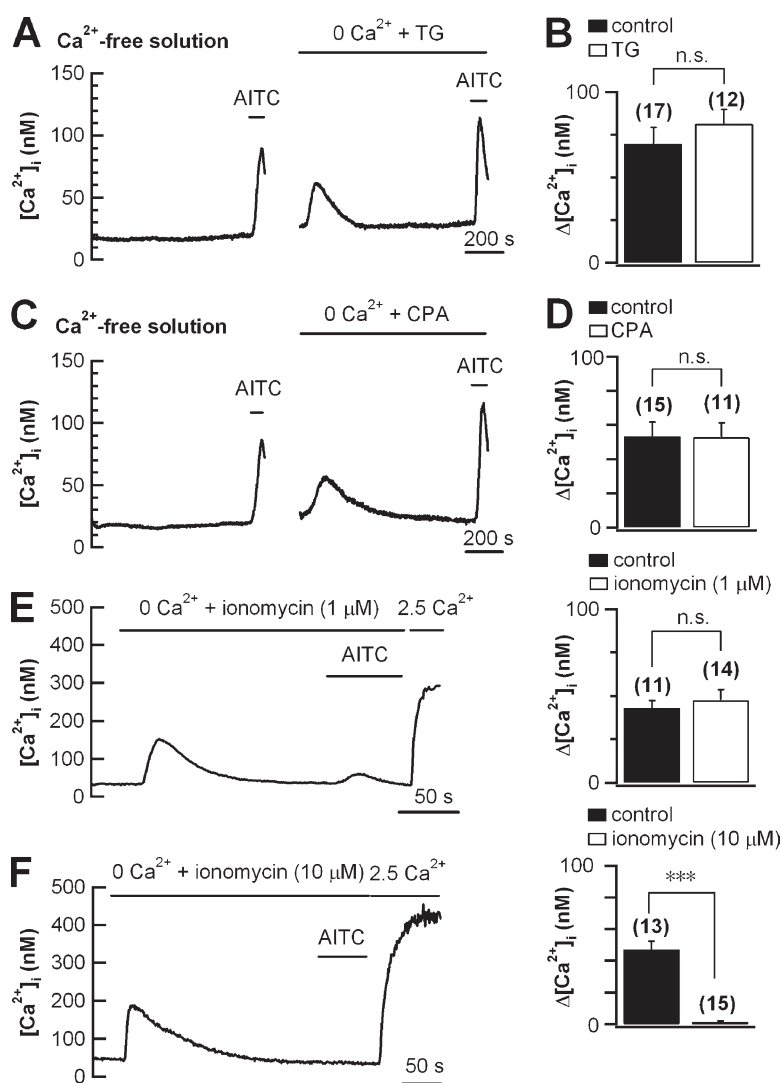 A
Ca²⁺-free solution
0 Ca²⁺ + TG
AITC
AITC
150
100
50
0
[Ca²⁺]ᵢ (nM)
200 s
B
control
TG
n.s.
100
(17)
(12)
0
Δ[Ca²⁺]ᵢ (nM)
C
Ca²⁺-free solution
0 Ca²⁺ + CPA
AITC
AITC
150
100
50
0
[Ca²⁺]ᵢ (nM)
200 s
D
control
CPA
n.s.
100
(15)
(11)
0
Δ[Ca²⁺]ᵢ (nM)
E
0 Ca²⁺ + ionomycin (1 μM)
2.5 Ca²⁺
AITC
500
400
300
200
100
0
[Ca²⁺]ᵢ (nM)
50 s
control
ionomycin (1 μM)
n.s.
100
(11)
(14)
0
Δ[Ca²⁺]ᵢ (nM)
F
0 Ca²⁺ + ionomycin (10 μM)
2.5 Ca²⁺
AITC
500
400
300
200
100
0
[Ca²⁺]ᵢ (nM)
50 s
control
ionomycin (10 μM)
***
100
(13)
(15)
0
Δ[Ca²⁺]ᵢ (nM)